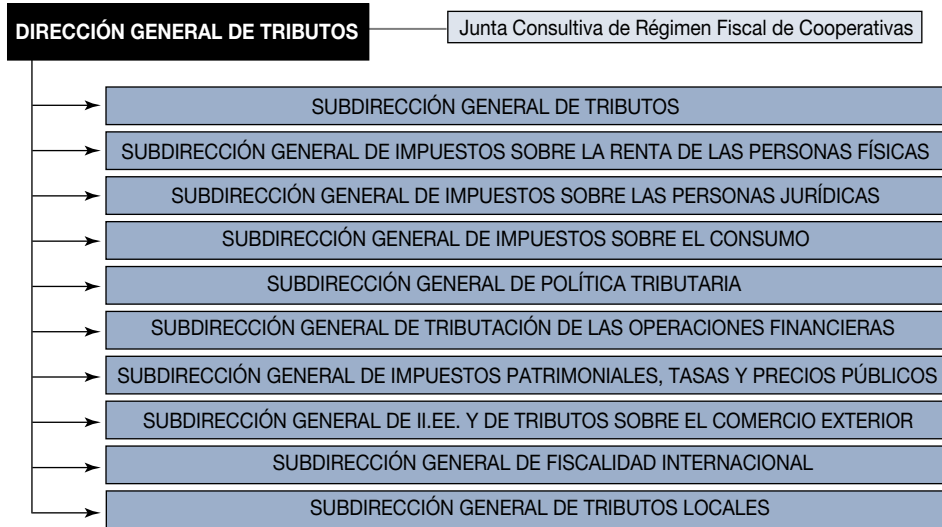 DIRECCIÓN GENERAL DE TRIBUTOS
Junta Consultiva de Régimen Fiscal de Cooperativas
SUBDIRECCIÓN GENERAL DE TRIBUTOS
SUBDIRECCIÓN GENERAL DE IMPUESTOS SOBRE LA RENTA DE LAS PERSONAS FÍSICAS
SUBDIRECCIÓN GENERAL DE IMPUESTOS SOBRE LAS PERSONAS JURÍDICAS
SUBDIRECCIÓN GENERAL DE IMPUESTOS SOBRE EL CONSUMO
SUBDIRECCIÓN GENERAL DE POLÍTICA TRIBUTARIA
SUBDIRECCIÓN GENERAL DE TRIBUTACIÓN DE LAS OPERACIONES FINANCIERAS
SUBDIRECCIÓN GENERAL DE IMPUESTOS PATRIMONIALES, TASAS Y PRECIOS PÚBLICOS
SUBDIRECCIÓN GENERAL DE II.EE. Y DE TRIBUTOS SOBRE EL COMERCIO EXTERIOR
SUBDIRECCIÓN GENERAL DE FISCALIDAD INTERNACIONAL
SUBDIRECCIÓN GENERAL DE TRIBUTOS LOCALES